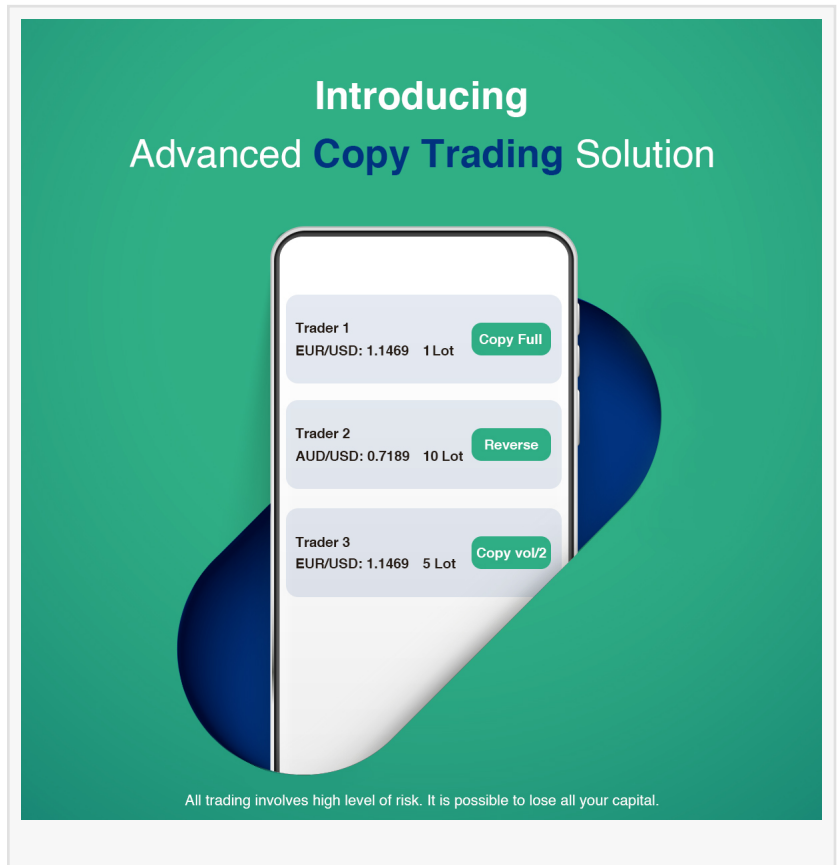 Introducing
Advanced Copy Trading Solution
Trader 1
EUR/USD: 1.1469 1 Lot
Copy Full
Trader 2
AUD/USD: 0.7189 10 Lot
Reverse
Trader 3
EUR/USD: 1.1469 5 Lot
Copy vol/2
All trading involves high level of risk. It is possible to lose all your capital.